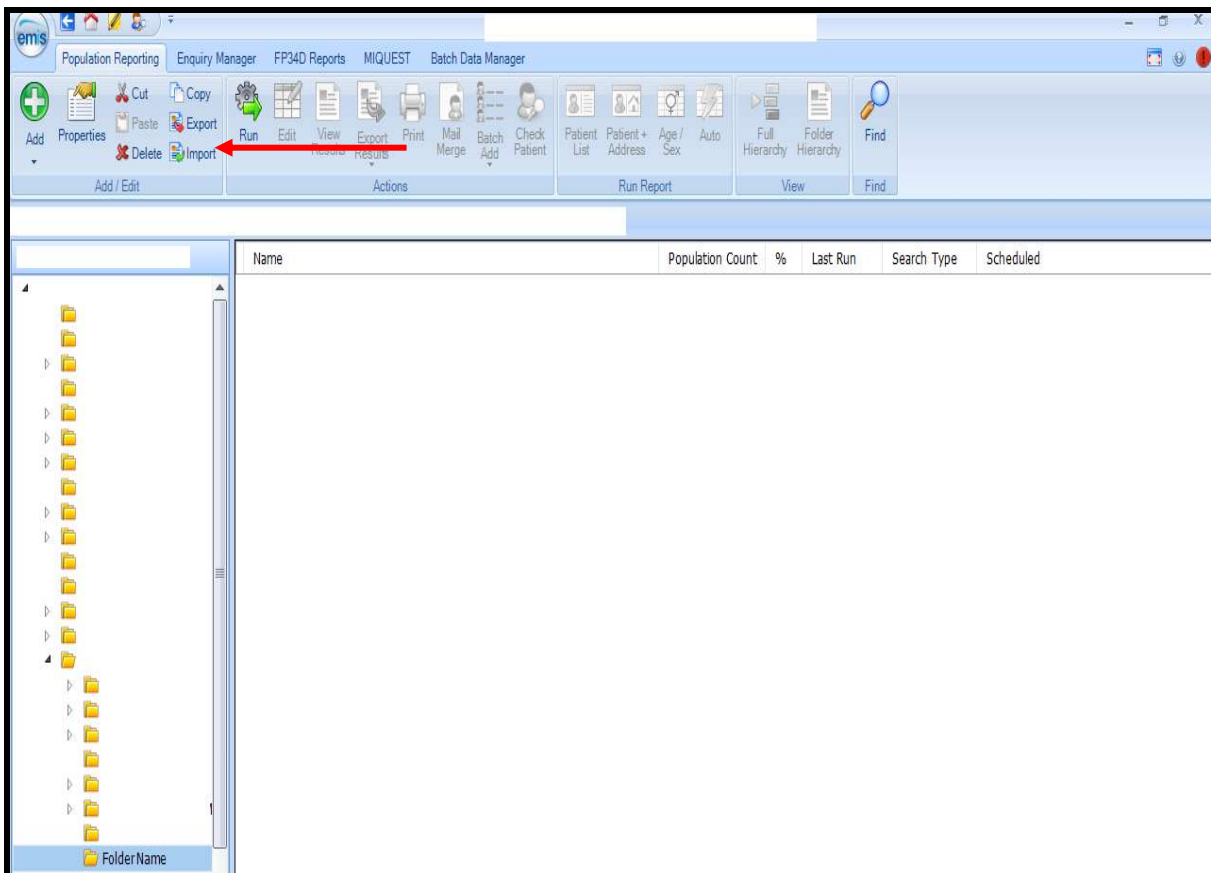 emis
Population Reporting Enquiry Manager FP34D Reports MIQUEST Batch Data Manager
Add
Properties
Cut
Paste
Delete
Copy
Export
Import
Add / Edit
Run
Edit
View
Results
Export
Results
Print
Mail
Merge
Batch
Add
Check
Patient
Actions
Patient
List
Patient +
Address
Age /
Sex
Auto
Run Report
Full
Hierarchy
Folder
Hierarchy
View
Find
Find
Name Population Count % Last Run Search Type Scheduled
FolderName